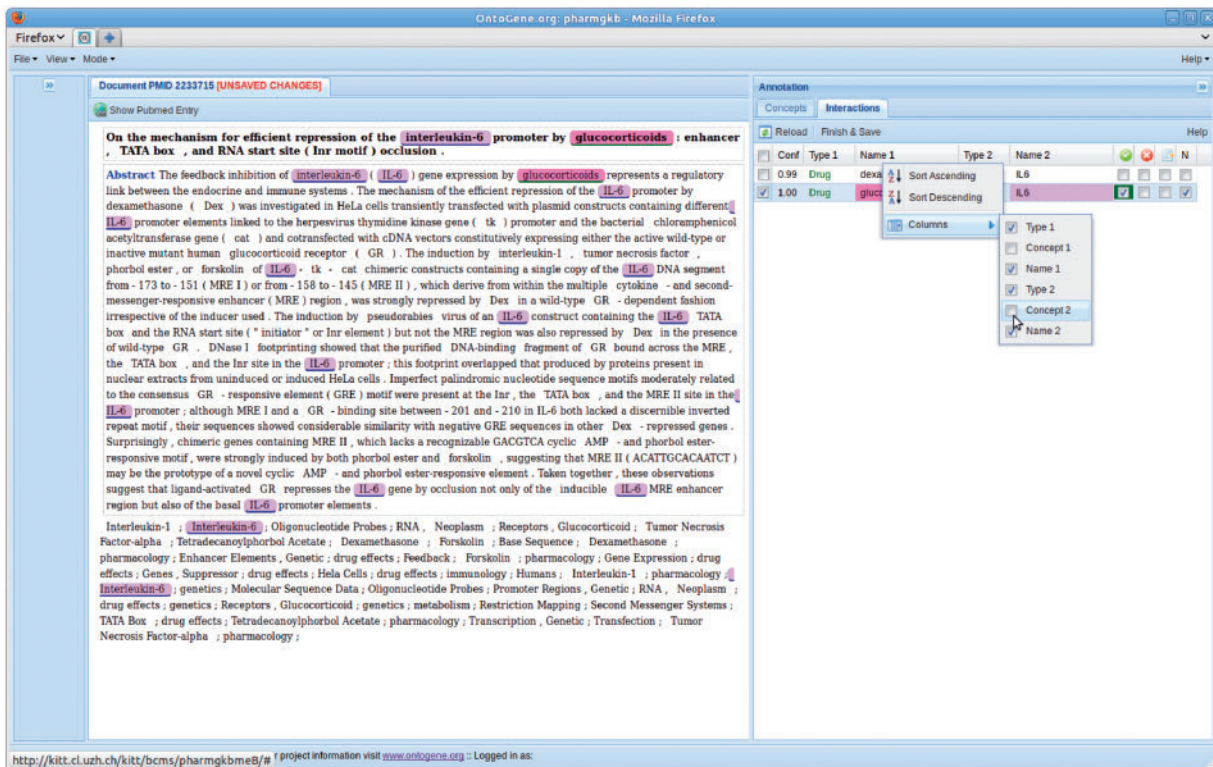 OntoGene.org: pharmgkb - Mozilla Firefox
Firefox
File View Mode Help
Document PMID 2233715 [UNSAVED CHANGES]
Show Pubmed Entry
On the mechanism for efficient repression of the interleukin-6 promoter by glucocorticoids : enhancer
, TATA box , and RNA start site ( Inr motif ) occlusion .
Abstract The feedback inhibition of interleukin-6 ( IL-6 ) gene expression by glucocorticoids represents a regulatory
link between the endocrine and immune systems . The mechanism of the efficient repression of the IL-6 promoter by
dexamethasone ( Dex ) was investigated in HeLa cells transiently transfected with plasmid constructs containing different
IL-6 promoter elements linked to the herpesvirus thymidine kinase gene ( tk ) promoter and the bacterial chloramphenicol
acetyltransferase gene ( cat ) and cotransfected with cDNA vectors constitutively expressing either the active wild-type or
inactive mutant human glucocorticoid receptor ( GR ) . The induction by interleukin-1 , tumor necrosis factor ,
phorbol ester , or forskolin of IL-6 - tk - cat chimeric constructs containing a single copy of the IL-6 DNA segment
from - 173 to - 151 ( MRE I ) or from - 158 to - 145 ( MRE II ) , which derive from within the multiple cytokine - and second-
messenger-responsive enhancer ( MRE ) region , was strongly repressed by Dex in a wild-type GR - dependent fashion
irrespective of the inducer used . The induction by pseudorabies virus of an IL-6 construct containing the IL-6 TATA
box and the RNA start site ( " initiator " or Inr element ) but not the MRE region was also repressed by Dex in the presence
of wild-type GR . DNase I footprinting showed that the purified DNA-binding fragment of GR bound across the MRE ,
the TATA box , and the Inr site in the IL-6 promoter ; this footprint overlapped that produced by proteins present in
nuclear extracts from uninduced or induced HeLa cells . Imperfect palindromic nucleotide sequence motifs moderately related
to the consensus GR - responsive element ( GRE ) motif were present at the Inr , the TATA box , and the MRE II site in the
IL-6 promoter ; although MRE I and a GR - binding site between - 201 and - 210 in IL-6 both lacked a discernible inverted
repeat motif , their sequences showed considerable similarity with negative GRE sequences in other Dex - repressed genes .
Surprisingly , chimeric genes containing MRE II , which lacks a recognizable GACGTCA cyclic AMP - and phorbol ester-
responsive motif , were strongly induced by both phorbol ester and forskolin , suggesting that MRE II ( ACATTGCACAATCT )
may be the prototype of a novel cyclic AMP - and phorbol ester-responsive element . Taken together , these observations
suggest that ligand-activated GR represses the IL-6 gene by occlusion not only of the inducible IL-6 MRE enhancer
region but also of the basal IL-6 promoter elements .
Interleukin-1 ; Interleukin-6 ; Oligonucleotide Probes ; RNA , Neoplasm ; Receptors , Glucocorticoid ; Tumor Necrosis
Factor-alpha ; Tetradecanoylphorbol Acetate ; Dexamethasone ; Forskolin ; Base Sequence ; Dexamethasone ;
pharmacology ; Enhancer Elements , Genetic ; drug effects ; Feedback ; Forskolin ; pharmacology ; Gene Expression ; drug
effects ; Genes , Suppressor ; drug effects ; Hela Cells ; drug effects ; immunology ; Humans ; Interleukin-1 ; pharmacology ;
Interleukin-6 ; genetics ; Molecular Sequence Data ; Oligonucleotide Probes ; Promoter Regions , Genetic ; RNA , Neoplasm ;
drug effects ; genetics ; Receptors , Glucocorticoid ; genetics ; metabolism ; Restriction Mapping ; Second Messenger Systems ;
TATA Box ; drug effects ; Tetradecanoylphorbol Acetate ; pharmacology ; Transcription , Genetic ; Transfection ; Tumor
Necrosis Factor-alpha ; pharmacology ;
Annotation
Concepts Interactions
Reload Finish & Save Help
Conf Type 1 Name 1 Type 2 Name 2 N
0.99 Drug dexa IL6
1.00 Drug gluco IL6
Sort Ascending
Sort Descending
Columns
Type 1
Concept 1
Name 1
Type 2
Concept 2
Name 2
http://kitt.cl.uzh.ch/kitt/bcms/pharmgkbmeB/# r project information visit www.ontogene.org :: Logged in as: